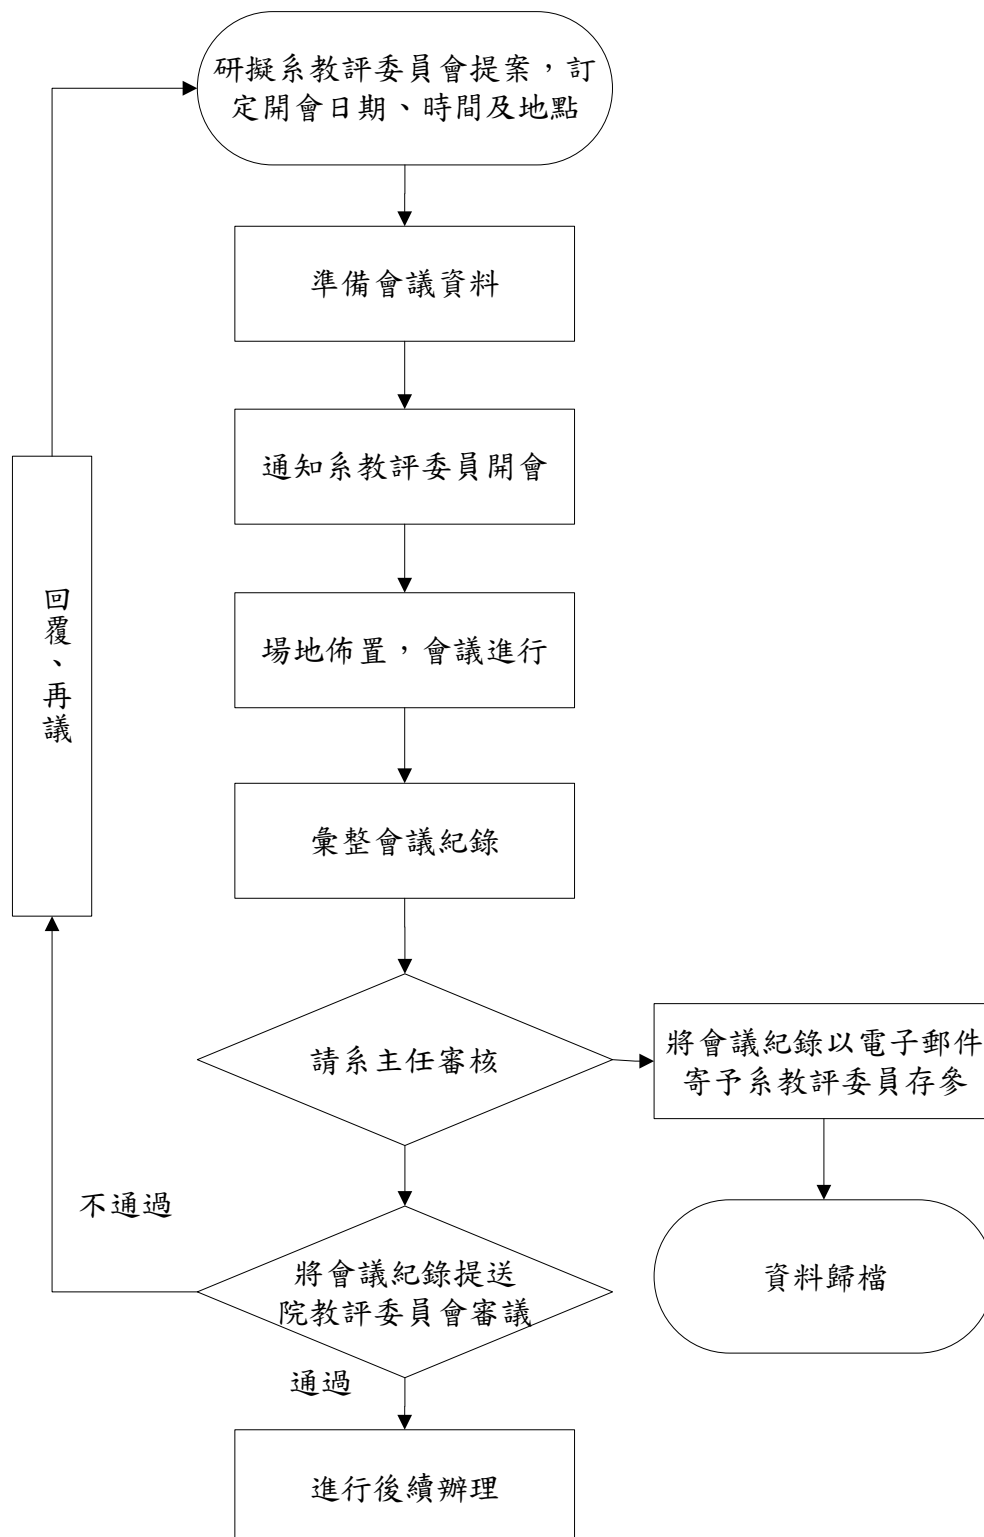 研擬系教評委員會提案，訂
定開會日期、時間及地點
準備會議資料
通知系教評委員開會
場地佈置，會議進行
回覆、再議
彙整會議紀錄
請系主任審核
將會議紀錄以電子郵件
寄予系教評委員存參
不通過
將會議紀錄提送
院教評委員會審議
資料歸檔
通過
進行後續辦理